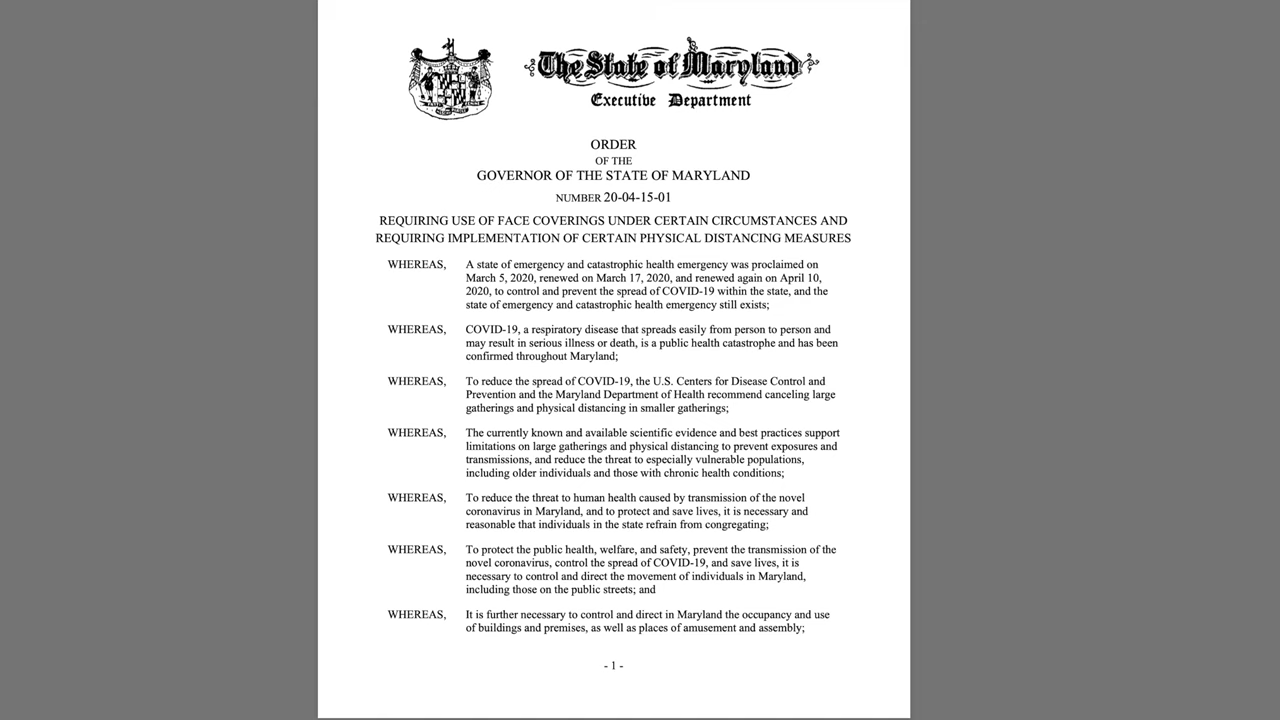 The State of Maryland
Executive Department
ORDER
OF THE
GOVERNOR OF THE STATE OF MARYLAND
NUMBER 20-04-15-01
REQUIRING USE OF FACE COVERINGS UNDER CERTAIN CIRCUMSTANCES AND
REQUIRING IMPLEMENTATION OF CERTAIN PHYSICAL DISTANCING MEASURES
WHEREAS, A state of emergency and catastrophic health emergency was proclaimed on
March 5, 2020, renewed on March 17, 2020, and renewed again on April 10,
2020, to control and prevent the spread of COVID-19 within the state, and the
state of emergency and catastrophic health emergency still exists;
WHEREAS, COVID-19, a respiratory disease that spreads easily from person to person and
may result in serious illness or death, is a public health catastrophe and has been
confirmed throughout Maryland;
WHEREAS, To reduce the spread of COVID-19, the U.S. Centers for Disease Control and
Prevention and the Maryland Department of Health recommend canceling large
gatherings and physical distancing in smaller gatherings;
WHEREAS, The currently known and available scientific evidence and best practices support
limitations on large gatherings and physical distancing to prevent exposures and
transmissions, and reduce the threat to especially vulnerable populations,
including older individuals and those with chronic health conditions;
WHEREAS, To reduce the threat to human health caused by transmission of the novel
coronavirus in Maryland, and to protect and save lives, it is necessary and
reasonable that individuals in the state refrain from congregating;
WHEREAS, To protect the public health, welfare, and safety, prevent the transmission of the
novel coronavirus, control the spread of COVID-19, and save lives, it is
necessary to control and direct the movement of individuals in Maryland,
including those on the public streets; and
WHEREAS, It is further necessary to control and direct in Maryland the occupancy and use
of buildings and premises, as well as places of amusement and assembly;
- 1 -